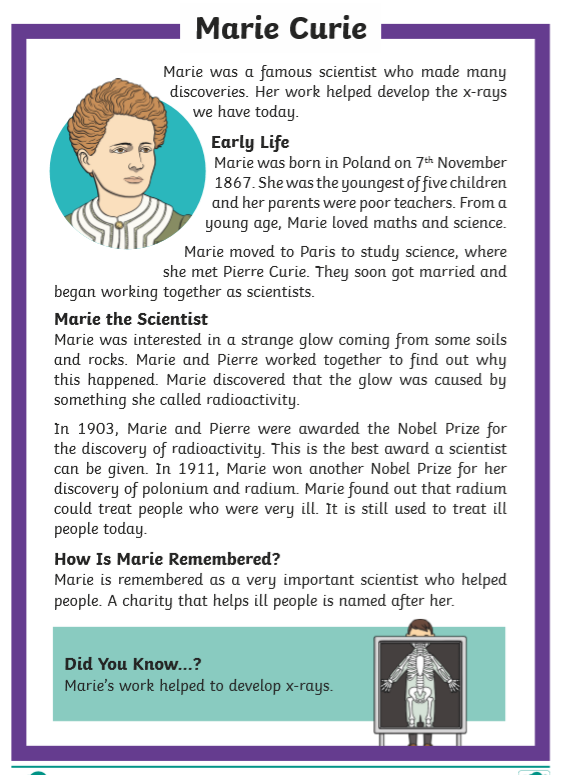 Marie Curie
Marie was a famous scientist who made many
discoveries. Her work helped develop the x-rays
we have today.
Early Life
Marie was born in Poland on 7th November
1867. She was the youngest of five children
and her parents were poor teachers. From a
young age, Marie loved maths and science.
Marie moved to Paris to study science, where
she met Pierre Curie. They soon got married and
began working together as scientists.
Marie the Scientist
Marie was interested in a strange glow coming from some soils
and rocks. Marie and Pierre worked together to find out why
this happened. Marie discovered that the glow was caused by
something she called radioactivity.
In 1903, Marie and Pierre were awarded the Nobel Prize for
the discovery of radioactivity. This is the best award a scientist
can be given. In 1911, Marie won another Nobel Prize for her
discovery of polonium and radium. Marie found out that radium
could treat people who were very ill. It is still used to treat ill
people today.
How Is Marie Remembered?
Marie is remembered as a very important scientist who helped
people. A charity that helps ill people is named after her.
Did You Know...?
Marie's work helped to develop x-rays.